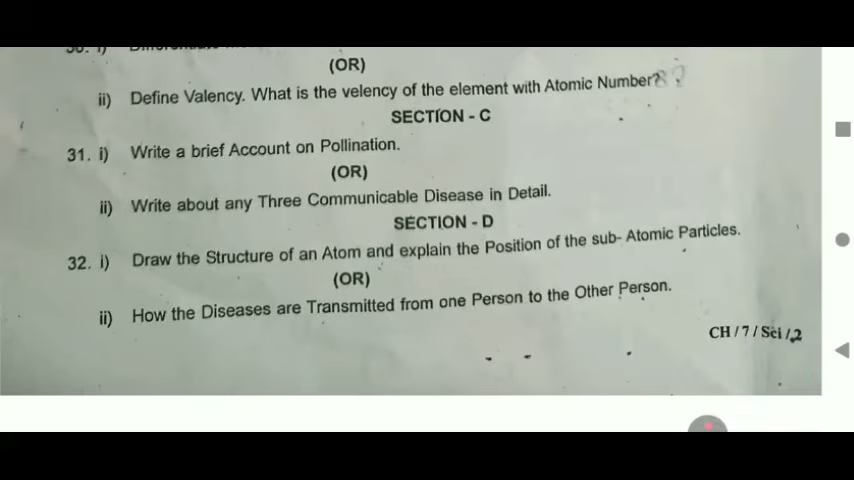 (OR)
ii) Define Valency. What is the velency of the element with Atomic Number? 8 ?
SECTION - C
31. i) Write a brief Account on Pollination.
(OR)
ii) Write about any Three Communicable Disease in Detail.
SECTION - D
32. i) Draw the Structure of an Atom and explain the Position of the sub- Atomic Particles.
(OR)
ii) How the Diseases are Transmitted from one Person to the Other Person.
CH / 7 / Sci / 2